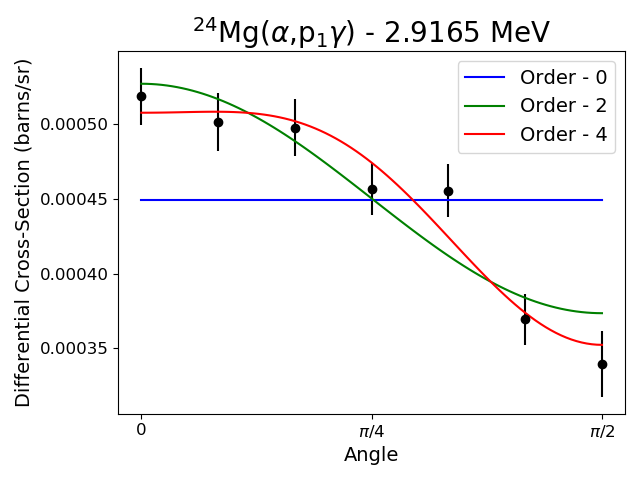 ²⁴Mg(α,p₁γ) - 2.9165 MeV
Order - 0
Order - 2
Order - 4
Differential Cross-Section (barns/sr)
0.00050
0.00045
0.00040
0.00035
0
π/4
π/2
Angle